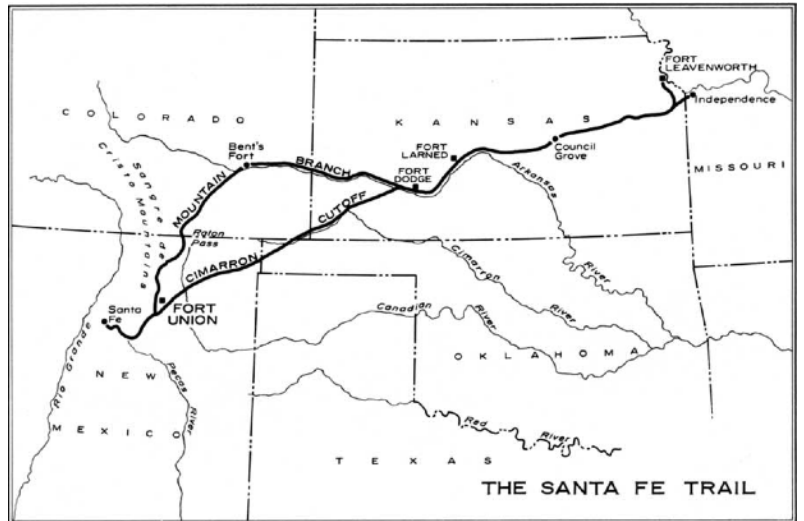 FORT
LEAVENWORTH
Independence
COLORADO
KANSAS
MISSOURI
Bent's
Fort
MOUNTAIN
BRANCH
FORT
LARNED
FORT
DODGE
Council
Grove
Arkansas
River
Sangre de
Cristo Mountains
Raton
Pass
CIMARRON
CUTOFF
Cimarron
River
Santa
Fe
FORT
UNION
Canadian
River
OKLAHOMA
Rio Grande
NEW
MEXICO
Pecos
River
Red
River
TEXAS
THE SANTA FE TRAIL